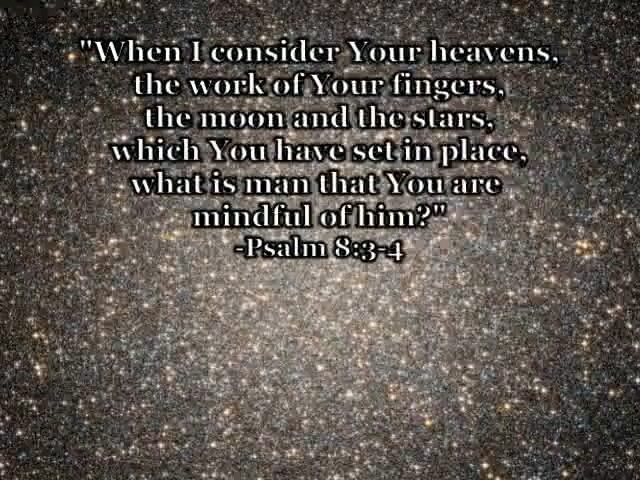 "When I consider Your heavens,
the work of Your fingers,
the moon and the stars,
which You have set in place,
what is man that You are
mindful of him?"
-Psalm 8:3-4